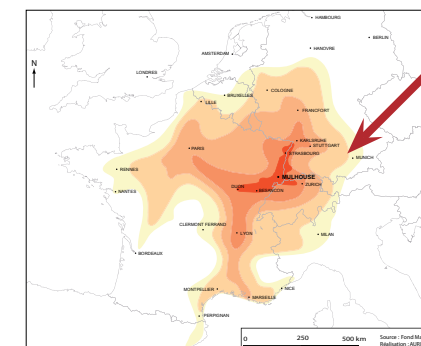 HAMBOURG
BERLIN
N
HANOVRE
AMSTERDAM
LONDRES
COLOGNE
BRUXELLES
LILLE
FRANCFORT
KARLSRUHE
STUTTGART
PARIS
STRASBOURG
MUNICH
RENNES
MULHOUSE
ZURICH
DIJON
BESANCON
NANTES
CLERMONT FERRAND
LYON
MILAN
BORDEAUX
MONTPELLIER
NICE
MARSEILLE
PERPIGNAN
0 250 500 km
Source : Fond Ma
Réalisation : AUR